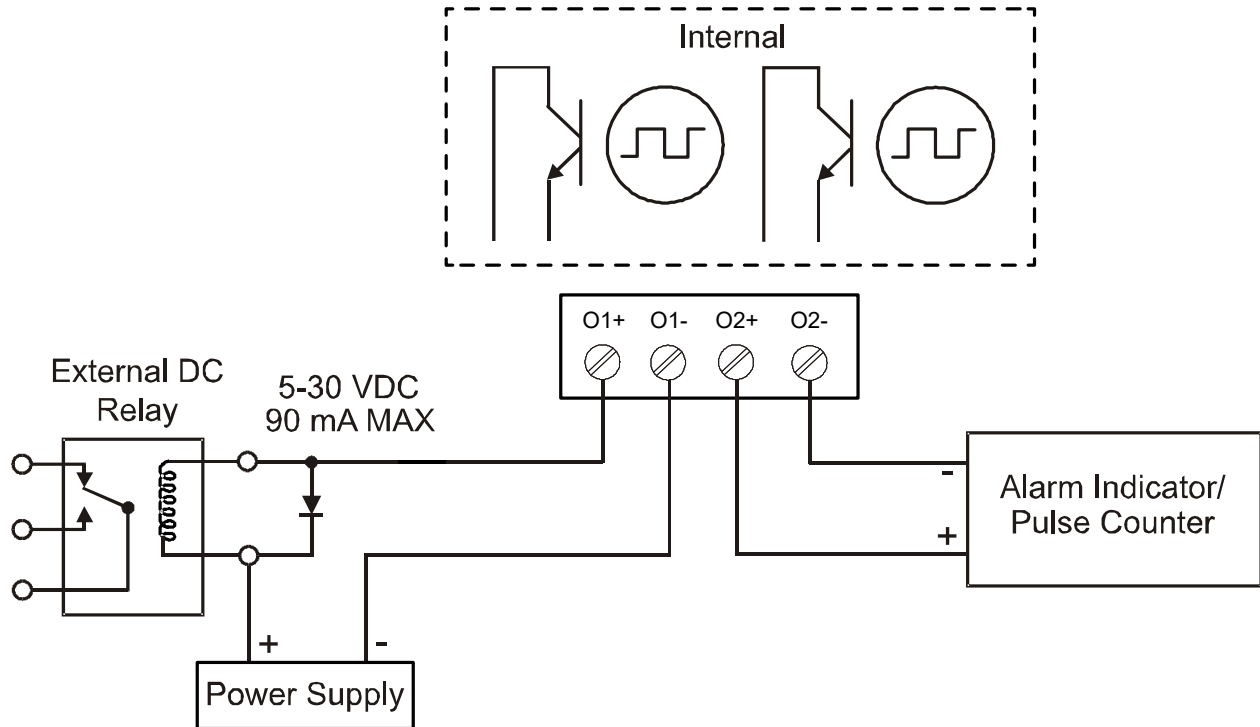 Internal
O1+ O1- O2+ O2-
External DC
Relay
5-30 VDC
90 mA MAX
-
+
Alarm Indicator/
Pulse Counter
+ -
Power Supply